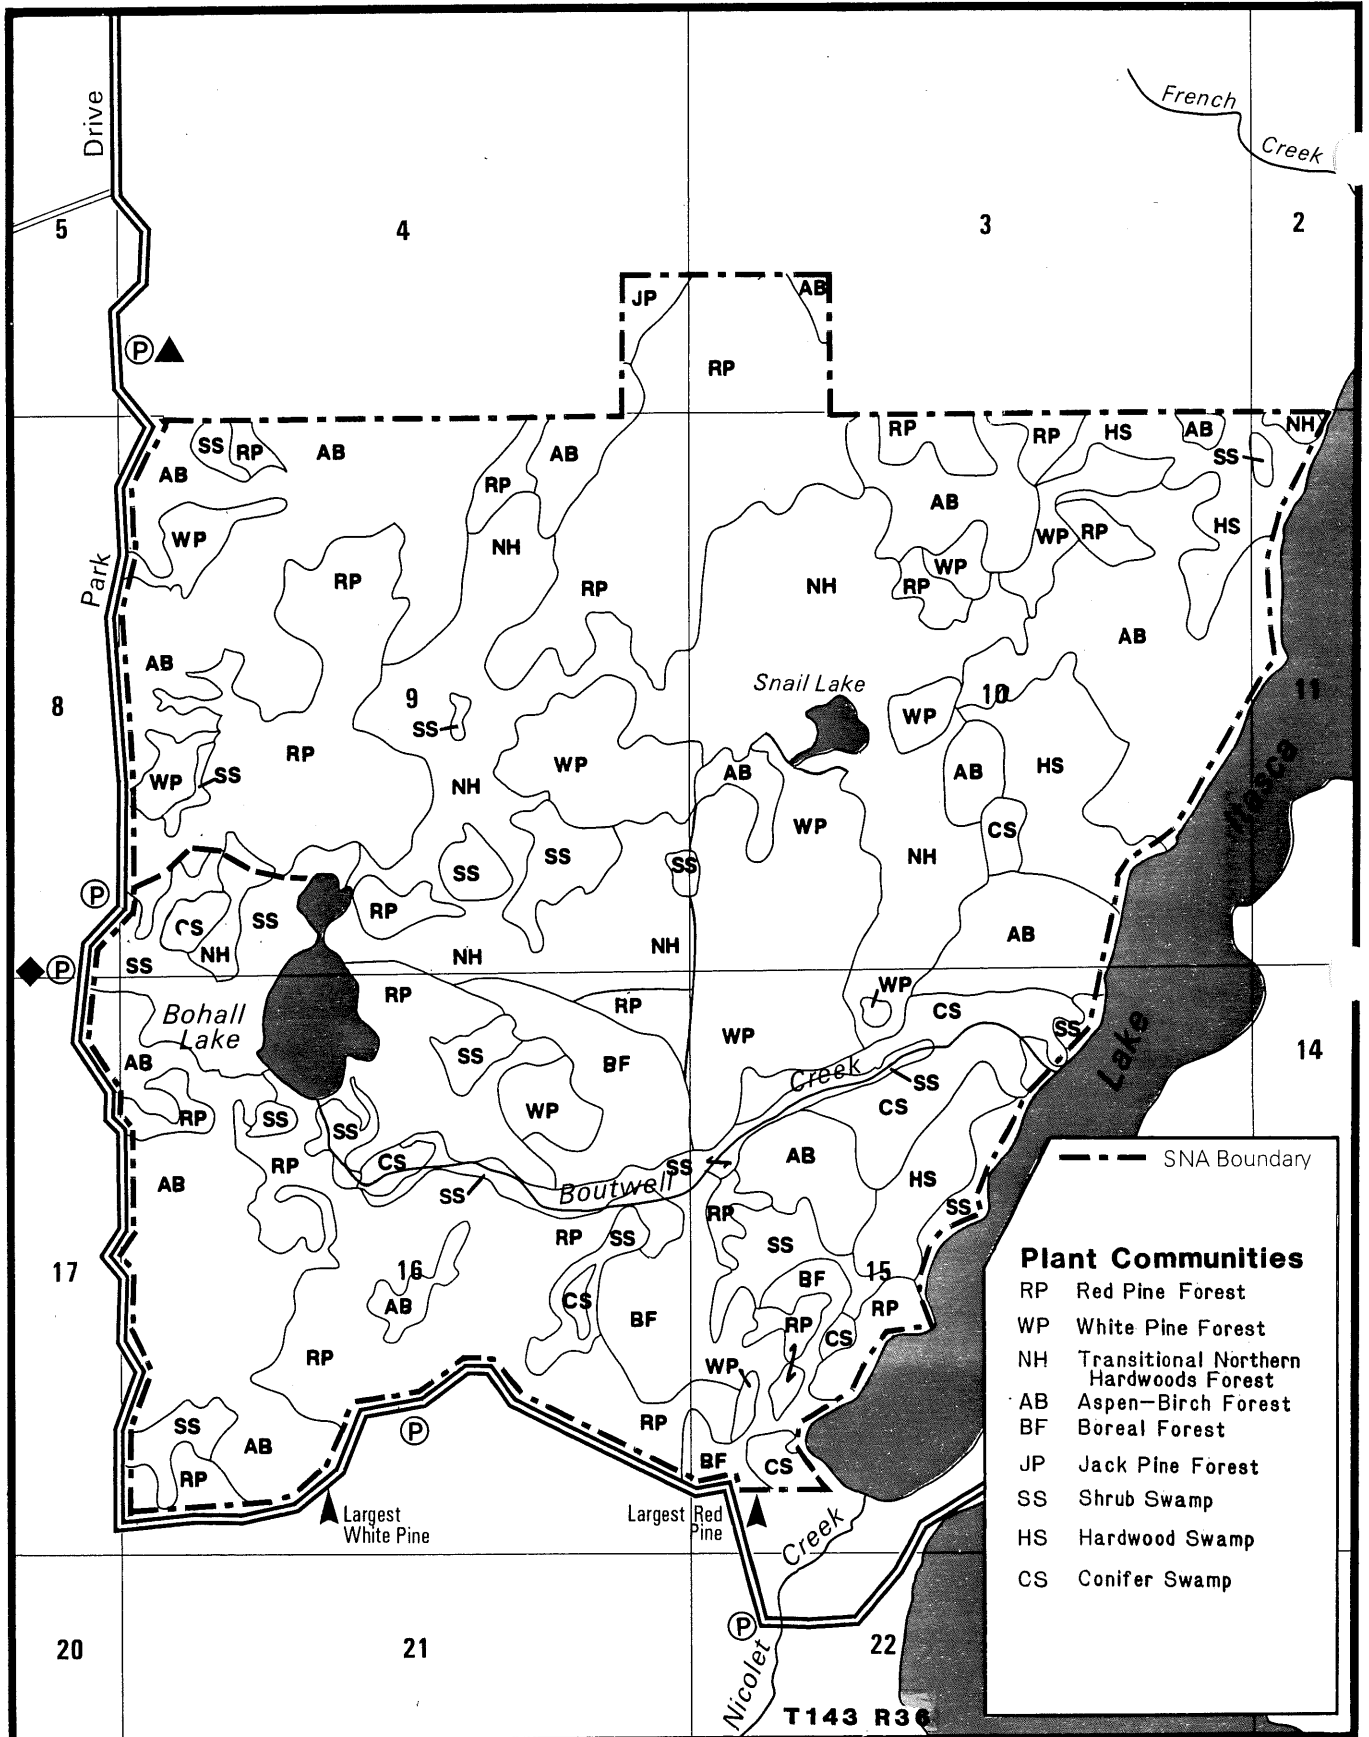 French
Creek
Drive
5
4
3
2
JP
AB
P
RP
SS
RP
AB
AB
AB
RP
RP
RP
HS
AB
NH
SS
AB
WP
NH
RP
RP
NH
AB
WP
RP
WP
RP
HS
Park
AB
AB
8
9
SS
Snail Lake
WP
10
11
RP
WP
SS
NH
WP
AB
WP
AB
HS
CS
Itasca
SS
SS
SS
NH
P
CS
SS
RP
NH
NH
NH
AB
P
SS
Bohall
Lake
RP
RP
WP
WP
CS
SS
AB
SS
BF
Creek
SS
Lake
14
RP
SS
SS
WP
CS
AB
RP
CS
SS
Boutwell
SS
AB
HS
SS
RP
SS
RP
SS
17
16
AB
CS
BF
BF
15
RP
RP
CS
RP
WP
SS
AB
RP
P
RP
BF
CS
Largest
White Pine
Largest Red
Pine
Creek
P
20
21
22
Nicolet
T143 R36
SNA Boundary
Plant Communities
RP Red Pine Forest
WP White Pine Forest
NH Transitional Northern
Hardwoods Forest
AB Aspen-Birch Forest
BF Boreal Forest
JP Jack Pine Forest
SS Shrub Swamp
HS Hardwood Swamp
CS Conifer Swamp